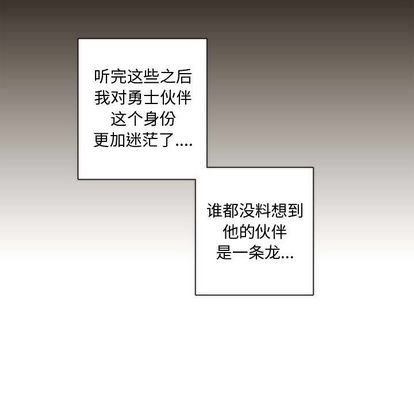 听完这些之后
我对勇士伙伴
这个身份
更加迷茫了....
谁都没料想到
他的伙伴
是一条龙...